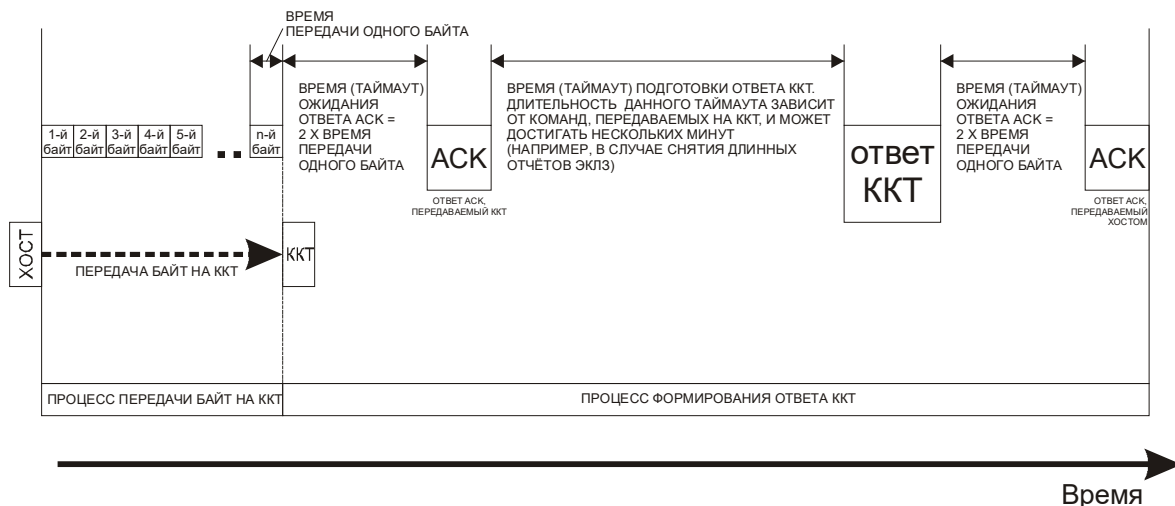 ВРЕМЯ
ПЕРЕДАЧИ ОДНОГО БАЙТА
ВРЕМЯ (ТАЙМАУТ)
ОЖИДАНИЯ
ОТВЕТА АСК =
2 X ВРЕМЯ
ПЕРЕДАЧИ
ОДНОГО БАЙТА
ВРЕМЯ (ТАЙМАУТ) ПОДГОТОВКИ ОТВЕТА ККТ.
ДЛИТЕЛЬНОСТЬ ДАННОГО ТАЙМАУТА ЗАВИСИТ
ОТ КОМАНД, ПЕРЕДАВАЕМЫХ НА ККТ, И МОЖЕТ
ДОСТИГАТЬ НЕСКОЛЬКИХ МИНУТ
(НАПРИМЕР, В СЛУЧАЕ СНЯТИЯ ДЛИННЫХ
ОТЧЁТОВ ЭКЛЗ)
ВРЕМЯ (ТАЙМАУТ)
ОЖИДАНИЯ
ОТВЕТА АСК =
2 X ВРЕМЯ
ПЕРЕДАЧИ
ОДНОГО БАЙТА
1-й байт
2-й байт
3-й байт
4-й байт
5-й байт
n-й байт
ACK
ОТВЕТ АСК,
ПЕРЕДАВАЕМЫЙ ККТ
ответ
ККТ
ACK
ОТВЕТ АСК,
ПЕРЕДАВАЕМЫЙ
ХОСТОМ
ХОСТ
ПЕРЕДАЧА БАЙТ НА ККТ
ККТ
ПРОЦЕСС ПЕРЕДАЧИ БАЙТ НА ККТ
ПРОЦЕСС ФОРМИРОВАНИЯ ОТВЕТА ККТ
Время